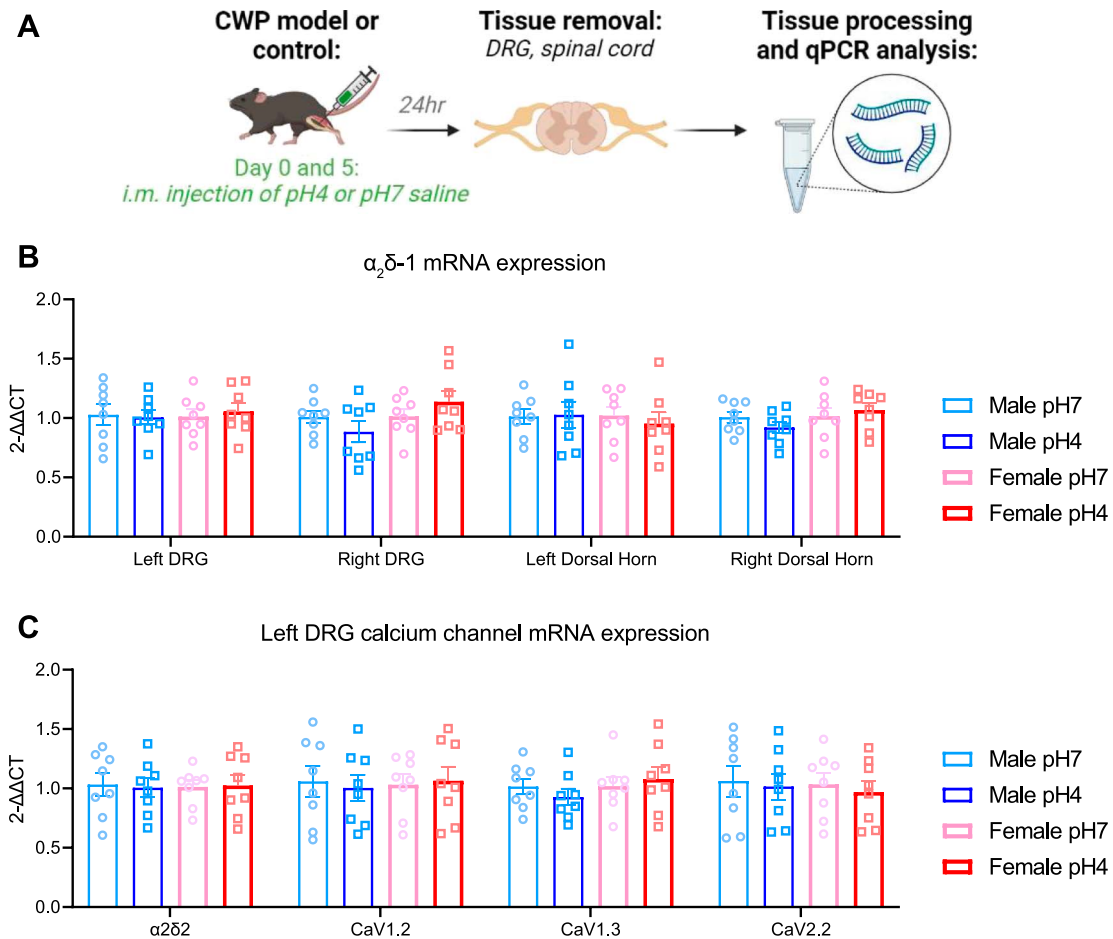 A
CWP model or
control:
Tissue removal:
DRG, spinal cord
Tissue processing
and qPCR analysis:
24hr
Day 0 and 5:
i.m. injection of pH4 or pH7 saline
B
α₂δ-1 mRNA expression
2-ΔΔCT
2.0
1.5
1.0
0.5
0.0
Left DRG
Right DRG
Left Dorsal Horn
Right Dorsal Horn
Male pH7
Male pH4
Female pH7
Female pH4
C
Left DRG calcium channel mRNA expression
2-ΔΔCT
2.0
1.5
1.0
0.5
0.0
α2δ2
CaV1.2
CaV1.3
CaV2.2
Male pH7
Male pH4
Female pH7
Female pH4